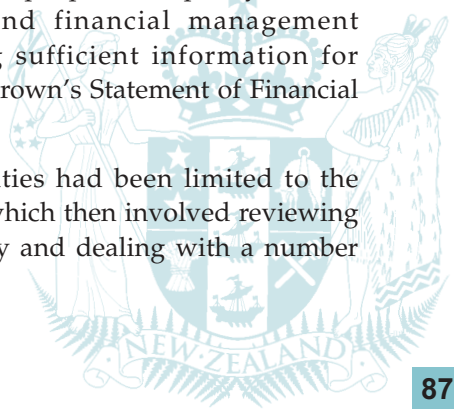 nd financial management
sufficient information for
rown's Statement of Financial
ties had been limited to the
which then involved reviewing
y and dealing with a number
NEW·ZEALAND
87